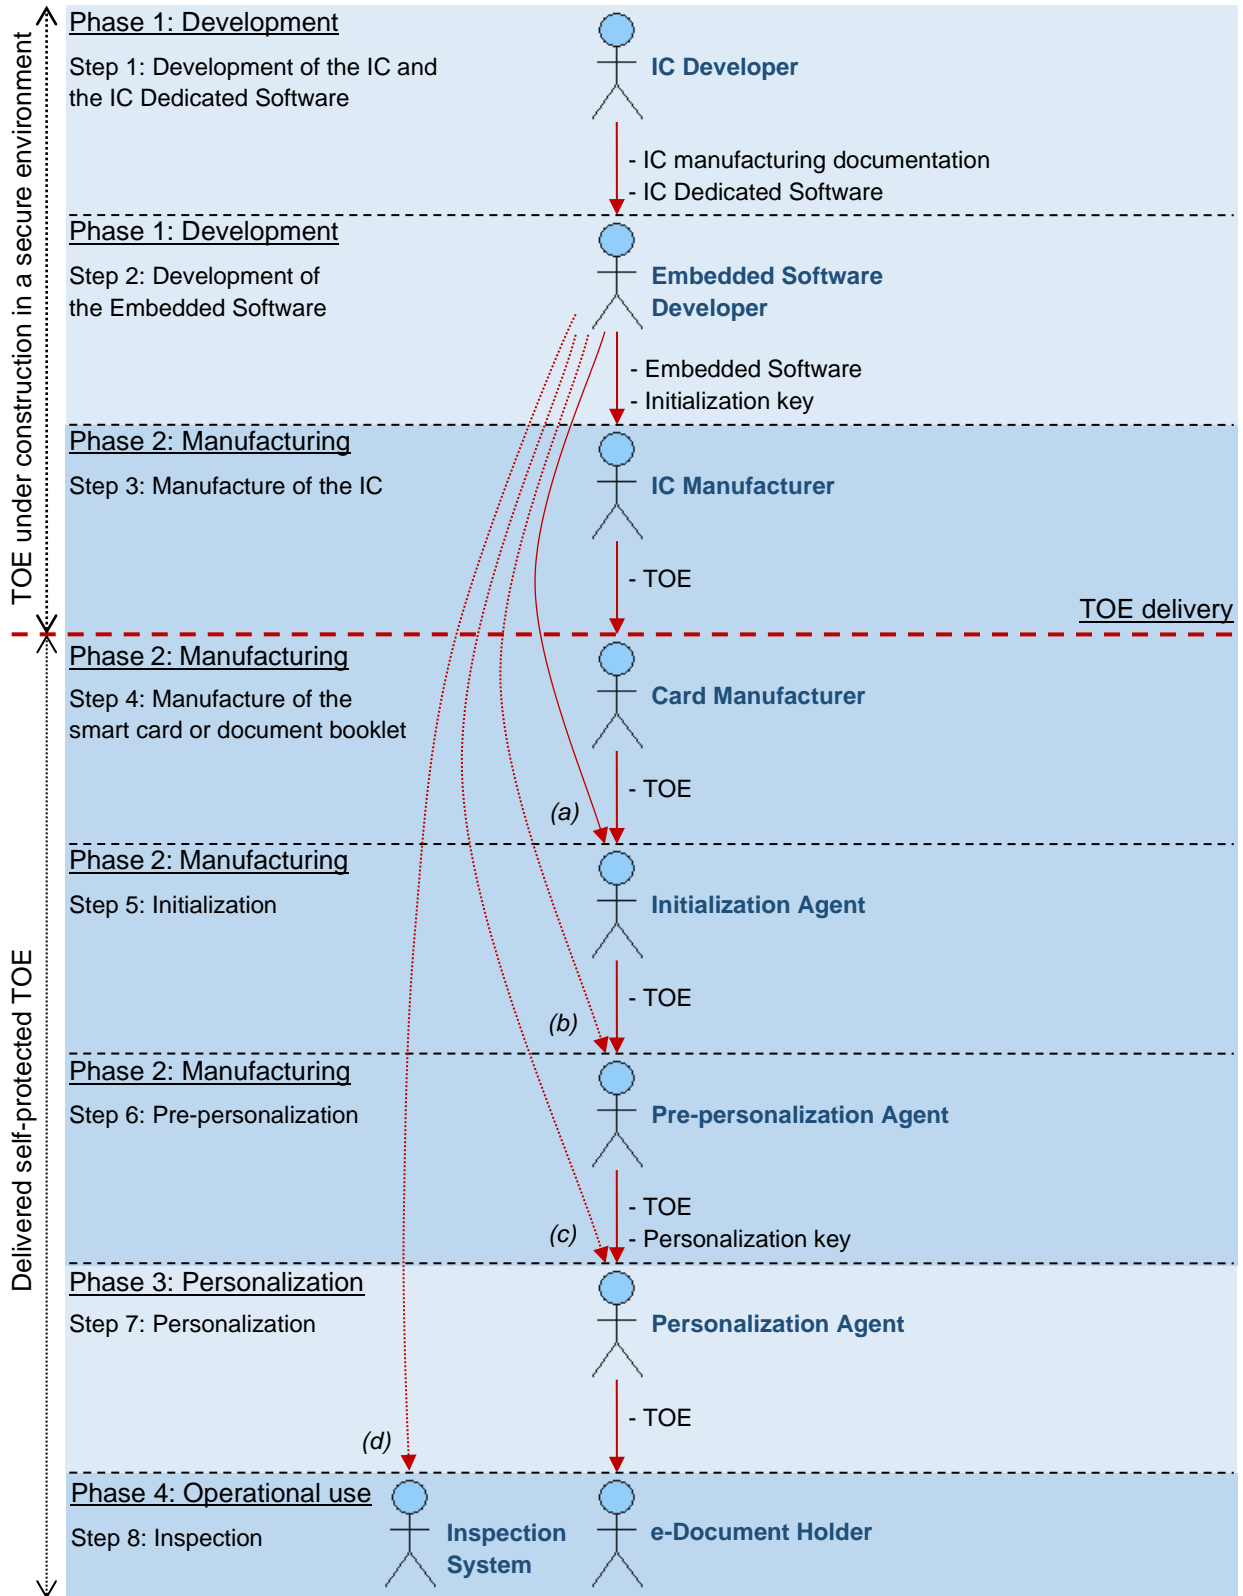 TOE under construction in a secure environment
Phase 1: Development
Step 1: Development of the IC and
the IC Dedicated Software
IC Developer
- IC manufacturing documentation
- IC Dedicated Software
Phase 1: Development
Step 2: Development of
the Embedded Software
Embedded Software
Developer
- Embedded Software
- Initialization key
Phase 2: Manufacturing
Step 3: Manufacture of the IC
IC Manufacturer
- TOE
TOE delivery
Delivered self-protected TOE
Phase 2: Manufacturing
Step 4: Manufacture of the
smart card or document booklet
Card Manufacturer
- TOE
(a)
Phase 2: Manufacturing
Step 5: Initialization
Initialization Agent
- TOE
(b)
Phase 2: Manufacturing
Step 6: Pre-personalization
Pre-personalization Agent
- TOE
- Personalization key
(c)
Phase 3: Personalization
Step 7: Personalization
Personalization Agent
- TOE
(d)
Phase 4: Operational use
Step 8: Inspection
Inspection
System
e-Document Holder